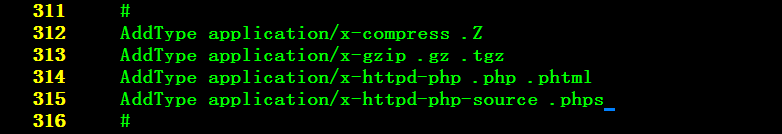 311 #
312 AddType application/x-compress .Z
313 AddType application/x-gzip .gz .tgz
314 AddType application/x-httpd-php .php .phtml
315 AddType application/x-httpd-php-source .phps
316 #